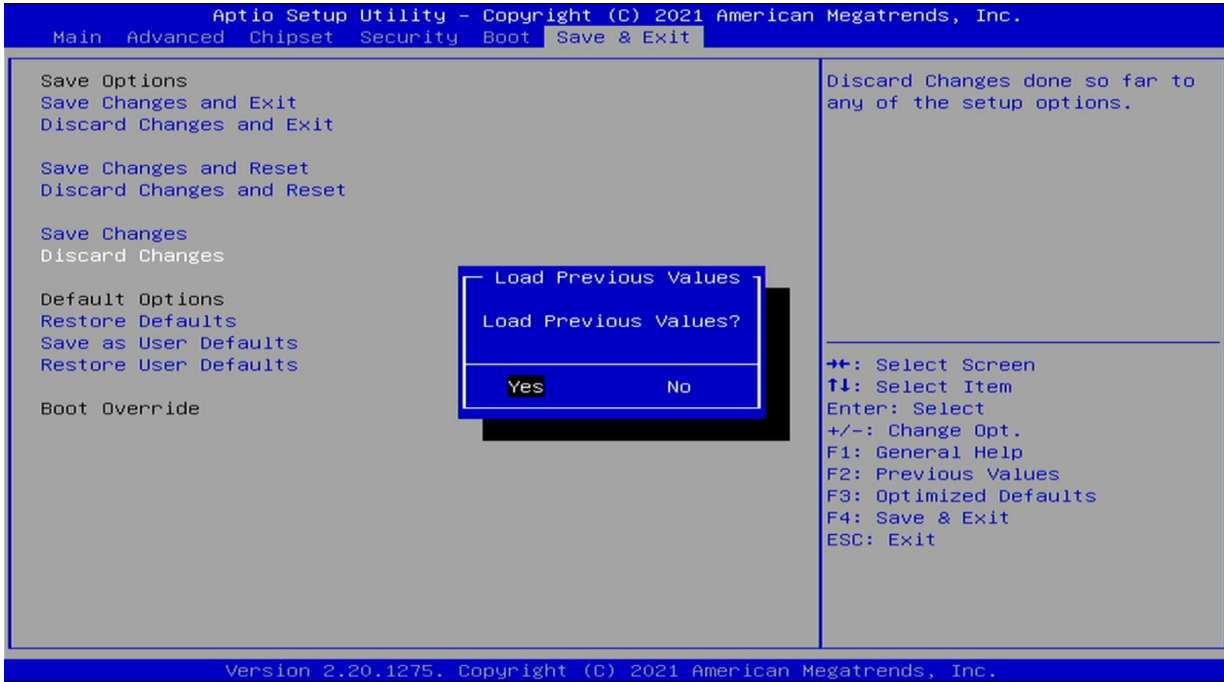 Aptio Setup Utility – Copyright (C) 2021 American Megatrends, Inc.
Main Advanced Chipset Security Boot Save & Exit
Save Options
Save Changes and Exit
Discard Changes and Exit
Save Changes and Reset
Discard Changes and Reset
Save Changes
Discard Changes
Default Options
Restore Defaults
Save as User Defaults
Restore User Defaults
Boot Override
Load Previous Values
Load Previous Values?
Yes No
Discard Changes done so far to
any of the setup options.
→←: Select Screen
↑↓: Select Item
Enter: Select
+/-: Change Opt.
F1: General Help
F2: Previous Values
F3: Optimized Defaults
F4: Save & Exit
ESC: Exit
Version 2.20.1275. Copyright (C) 2021 American Megatrends, Inc.